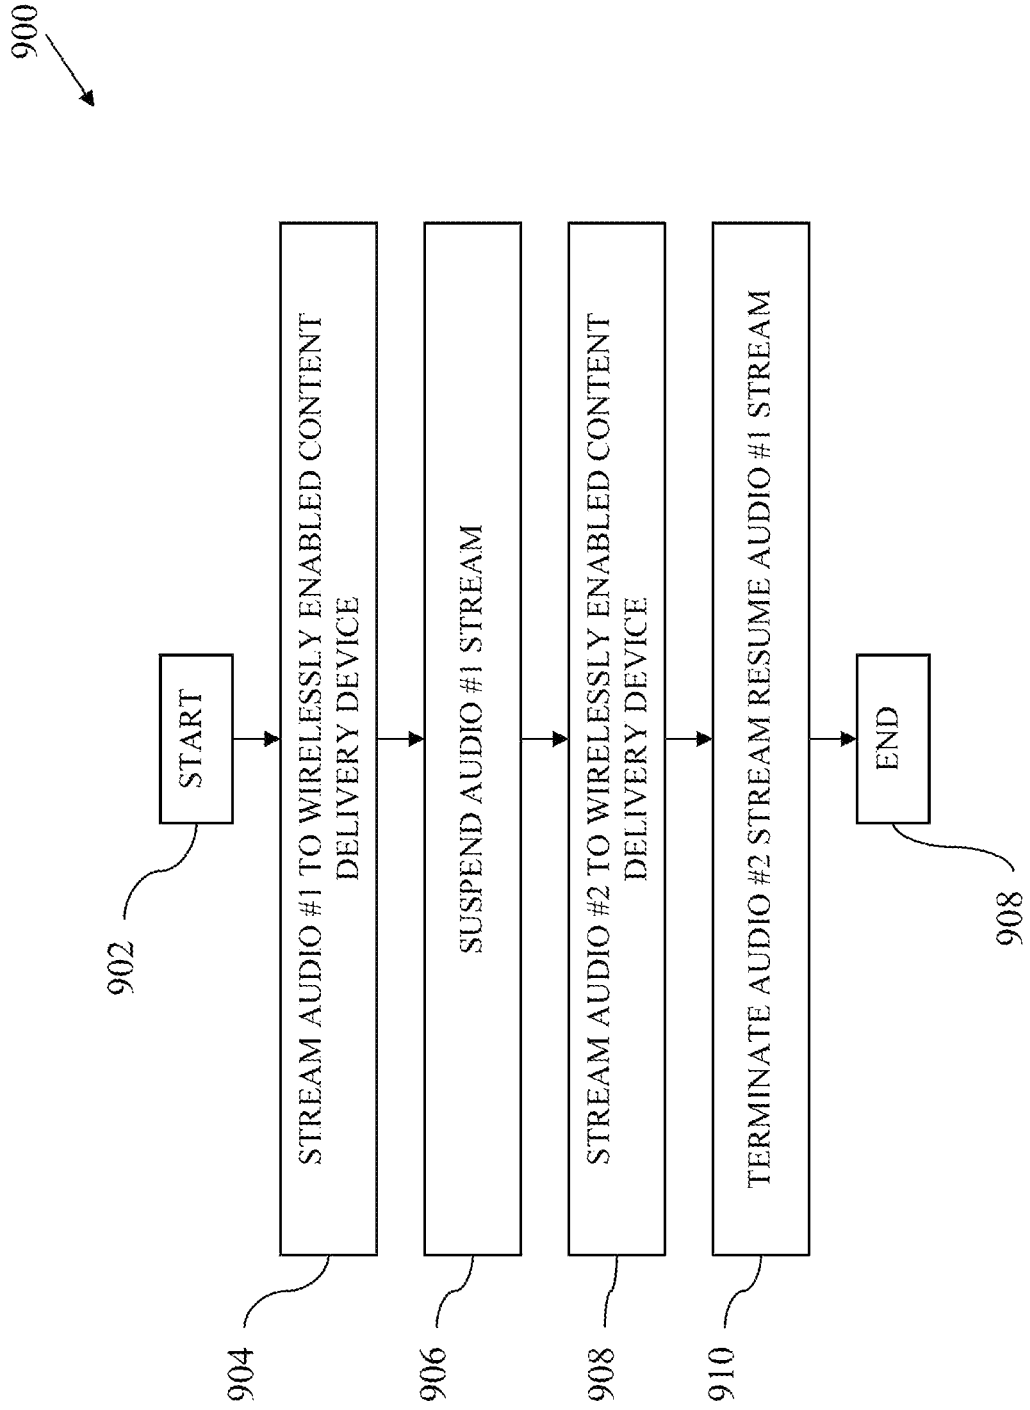 900
902
START
904
STREAM AUDIO #1 TO WIRELESSLY ENABLED CONTENT
DELIVERY DEVICE
906
SUSPEND AUDIO #1 STREAM
908
STREAM AUDIO #2 TO WIRELESSLY ENABLED CONTENT
DELIVERY DEVICE
910
TERMINATE AUDIO #2 STREAM RESUME AUDIO #1 STREAM
END
908